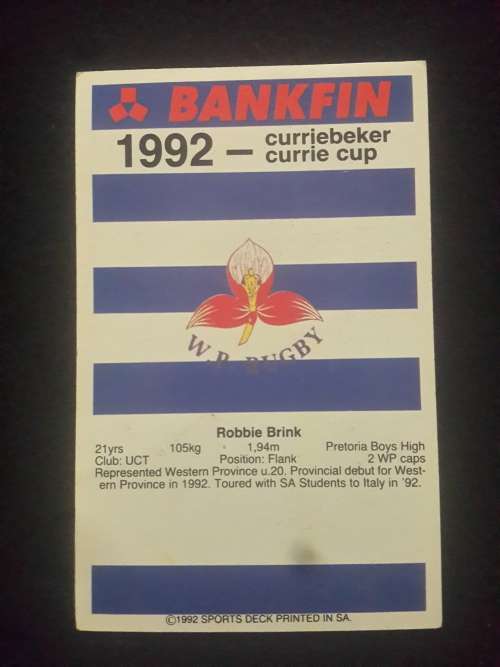 BANKFIN
1992 – curriebeker
currie cup
W.P. RUGBY
Robbie Brink
21yrs 105kg 1,94m Pretoria Boys High
Club: UCT Position: Flank 2 WP caps
Represented Western Province u.20. Provincial debut for West-
ern Province in 1992. Toured with SA Students to Italy in '92.
©1992 SPORTS DECK PRINTED IN SA.